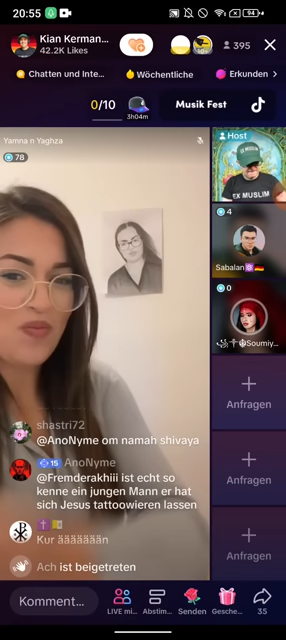 20:55
94
Kian Kerman...
42.2K Likes
395
Chatten und Inte...
Wöchentliche
Erkunden
0/10
3h04m
Musik Fest
Yamna n Yaghza
78
Host
EX MUSLIM
4
Sabalan
0
Soumiy...
Anfragen
Anfragen
Anfragen
shastri72
@AnoNyme om namah shivaya
15 AnoNyme
@Fremderakhiii ist echt so
kenne ein jungen Mann er hat
sich Jesus tattoowieren lassen
Kur ääääääään
Ach ist beigetreten
Komment...
LIVE mi...
Abstim...
Senden
Gesche...
35